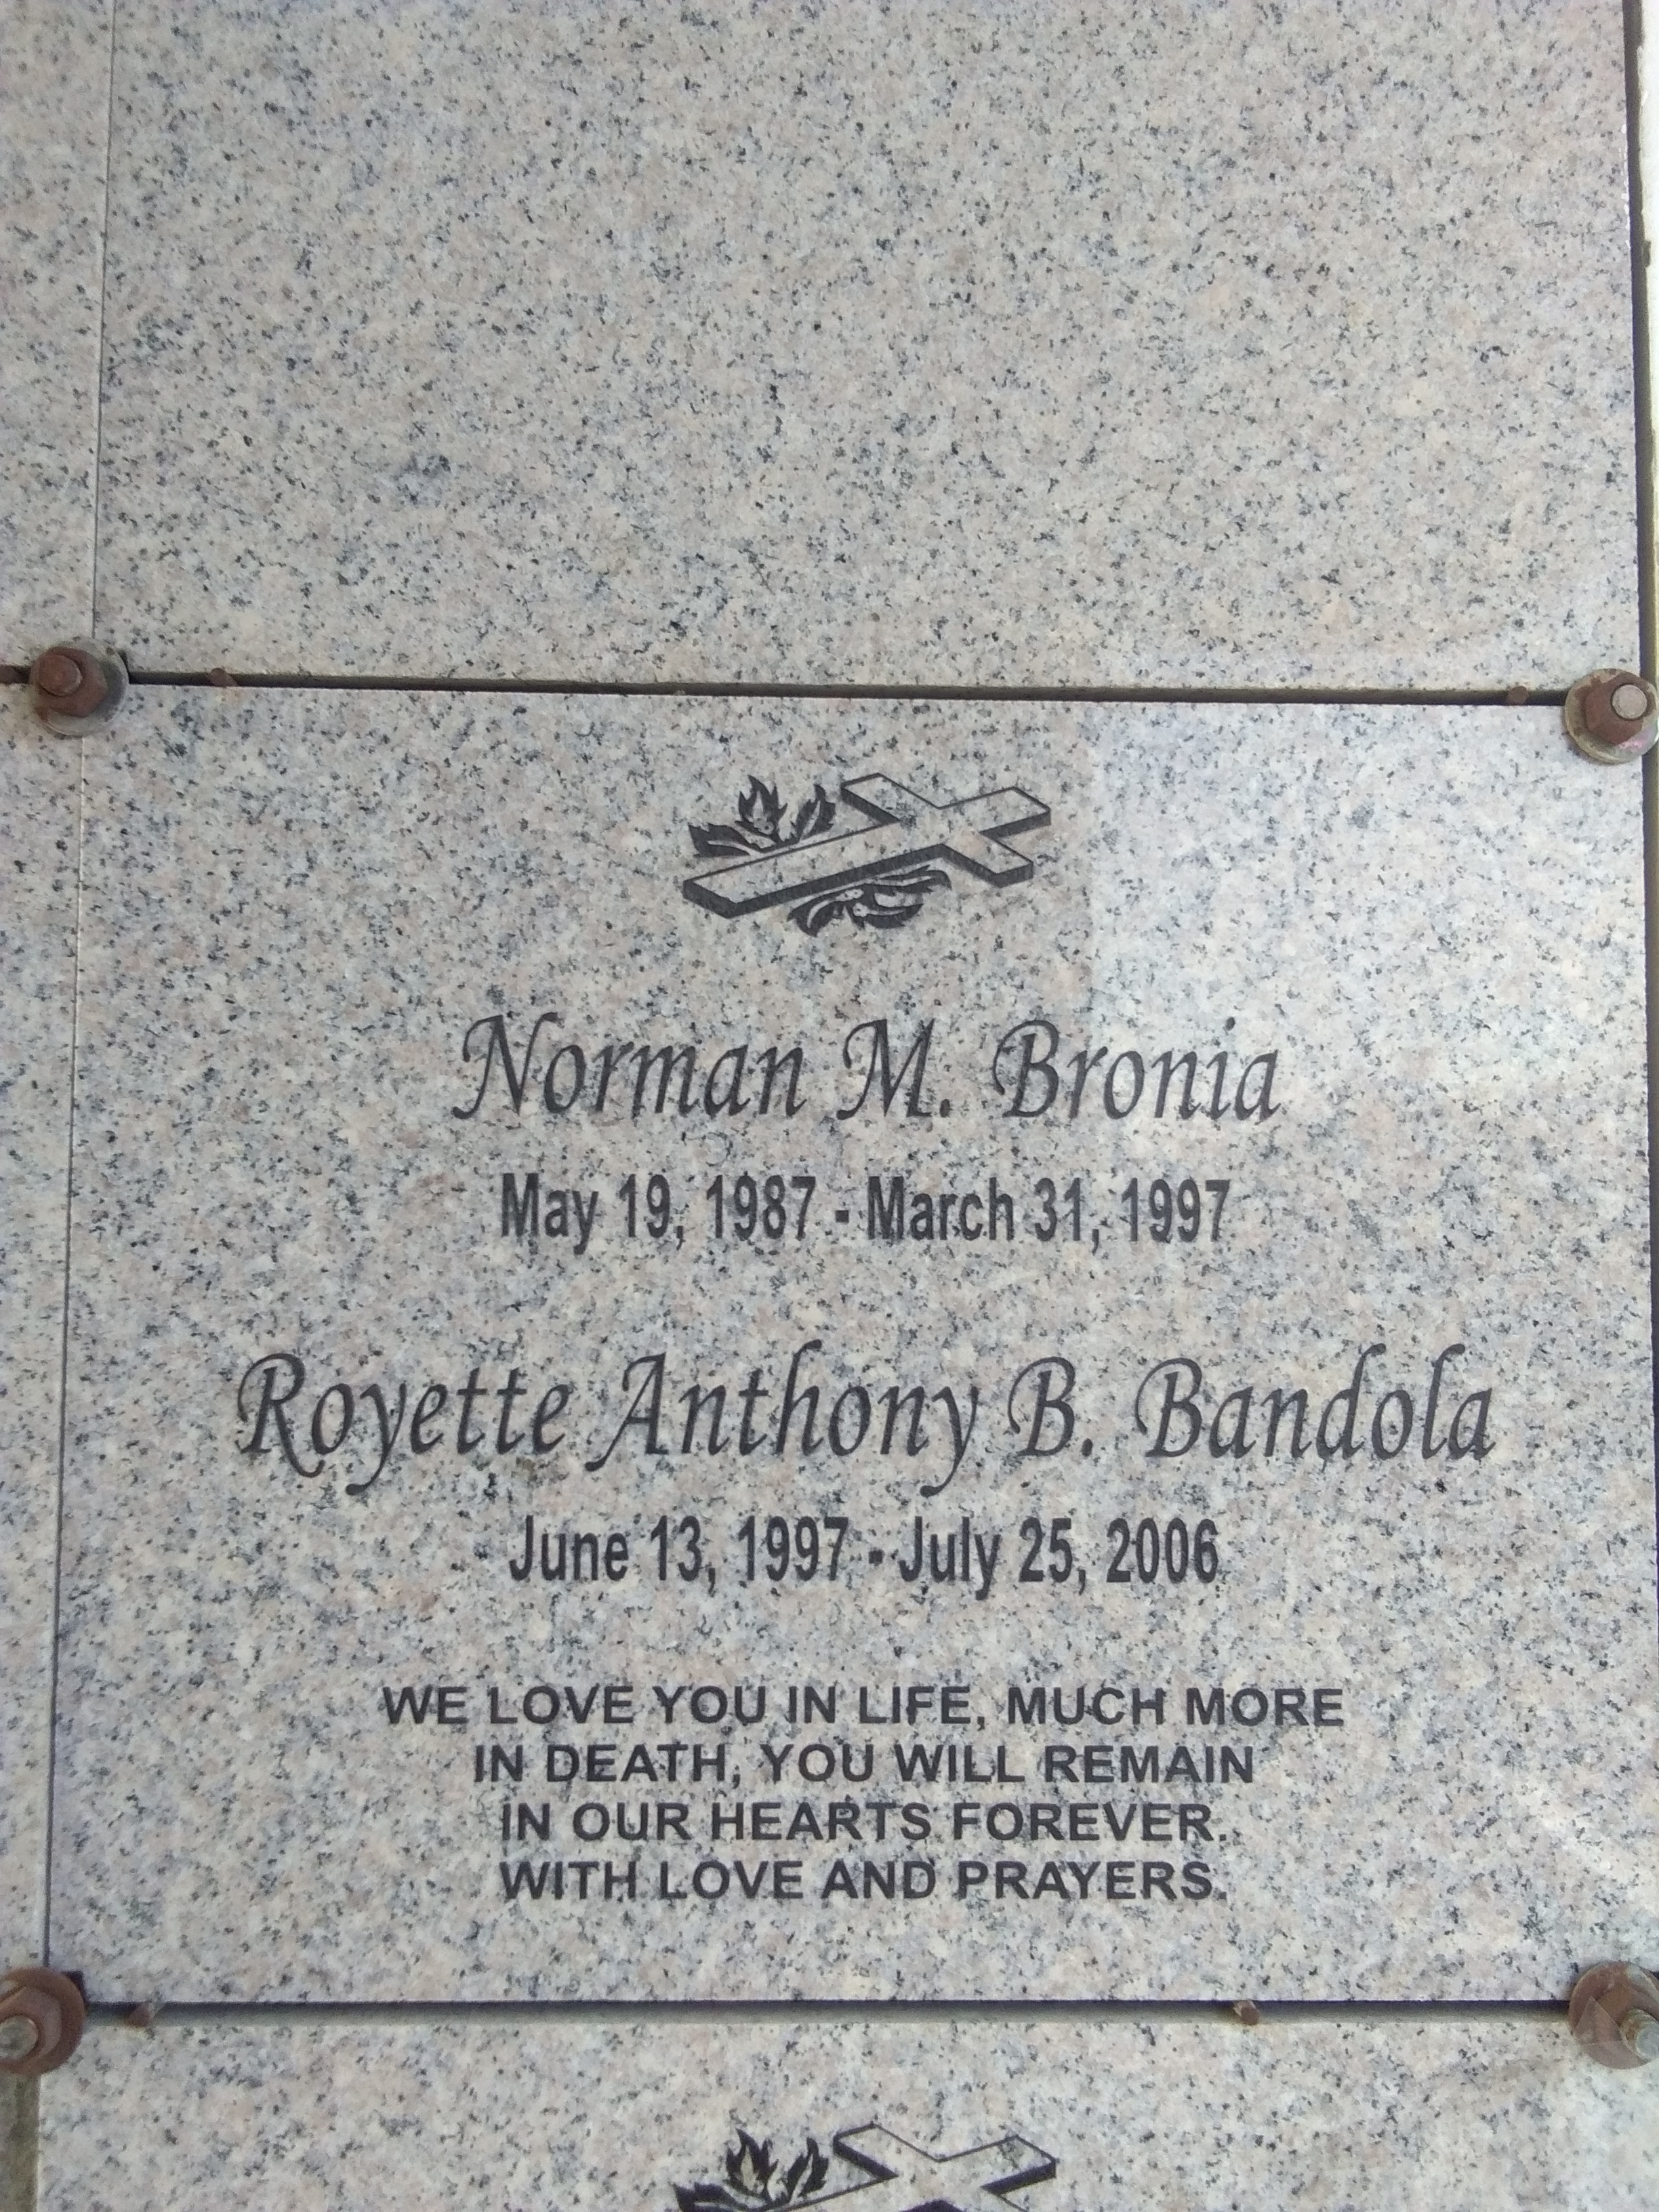 Norman M. Bronia
May 19, 1987 - March 31, 1997
Royette Anthony B. Bandola
June 13, 1997 - July 25, 2006
WE LOVE YOU IN LIFE, MUCH MORE
IN DEATH, YOU WILL REMAIN
IN OUR HEARTS FOREVER.
WITH LOVE AND PRAYERS.